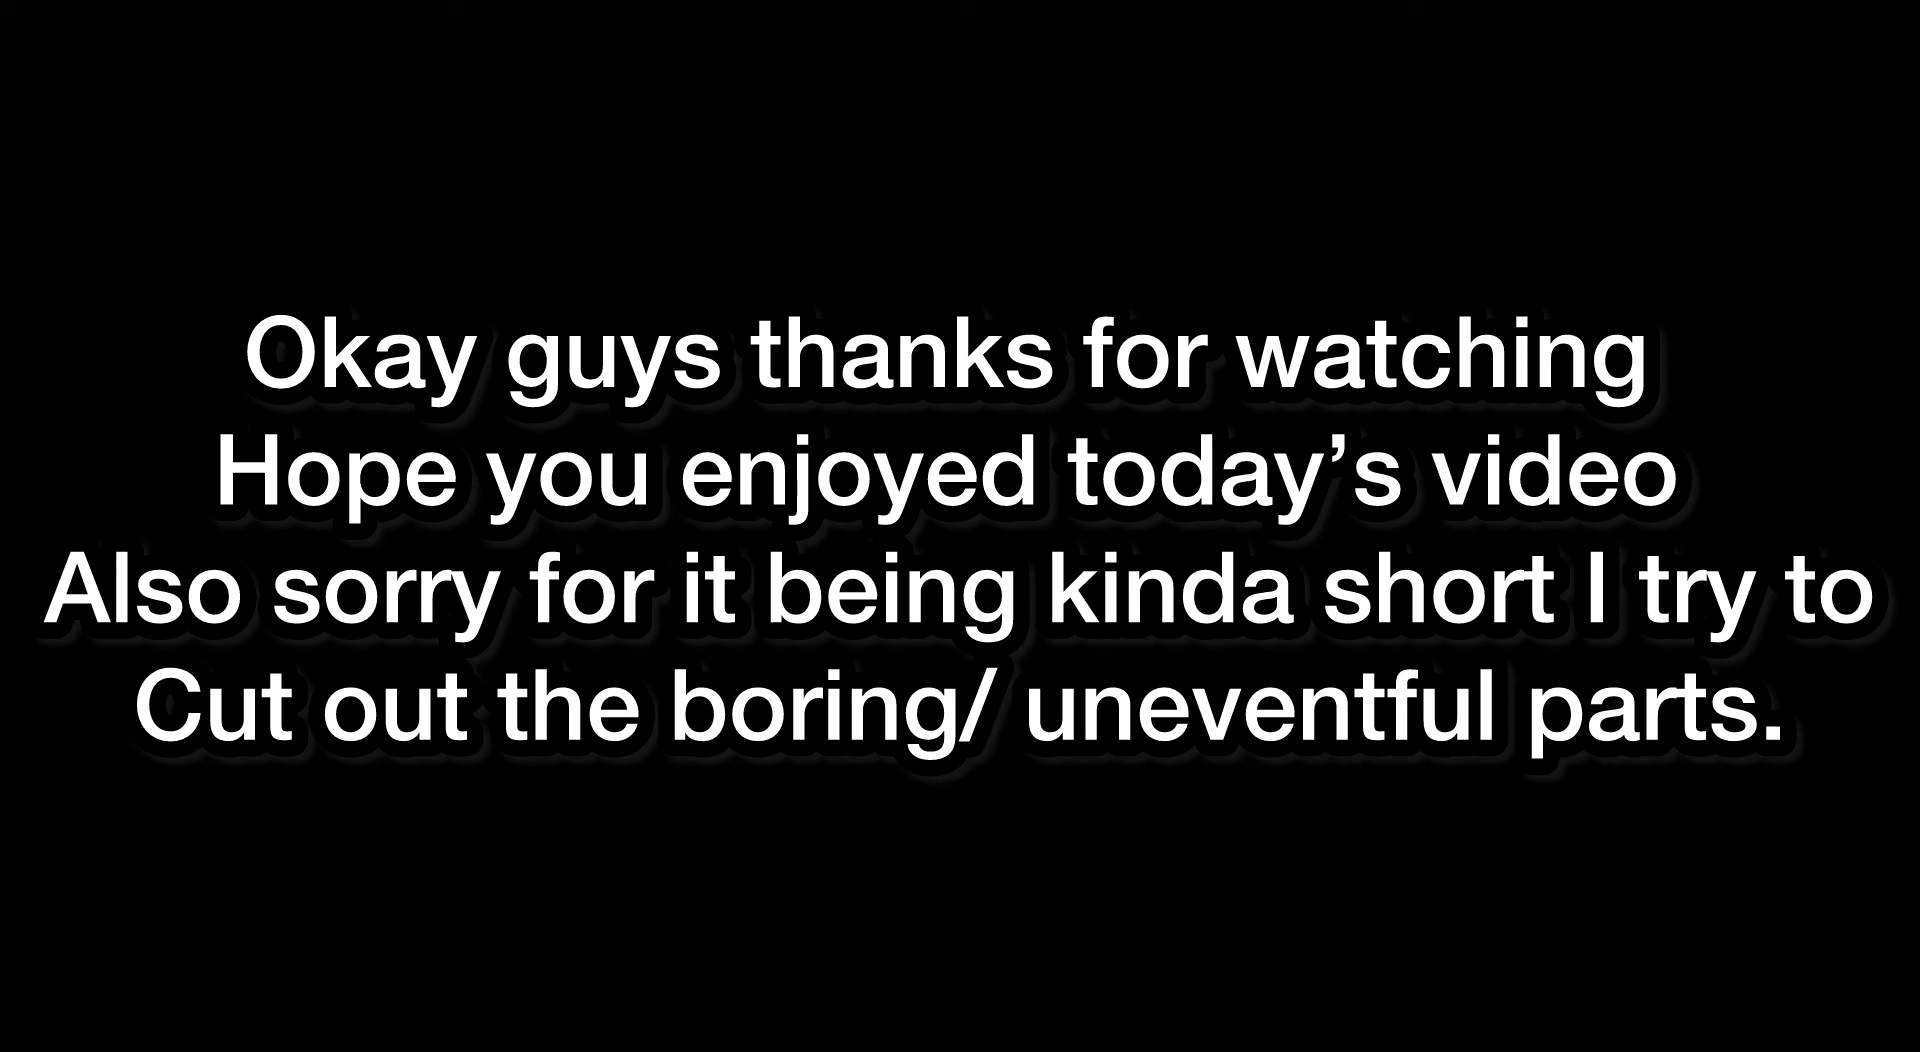 Okay guys thanks for watching
Hope you enjoyed today’s video
Also sorry for it being kinda short I try to
Cut out the boring/ uneventful parts.